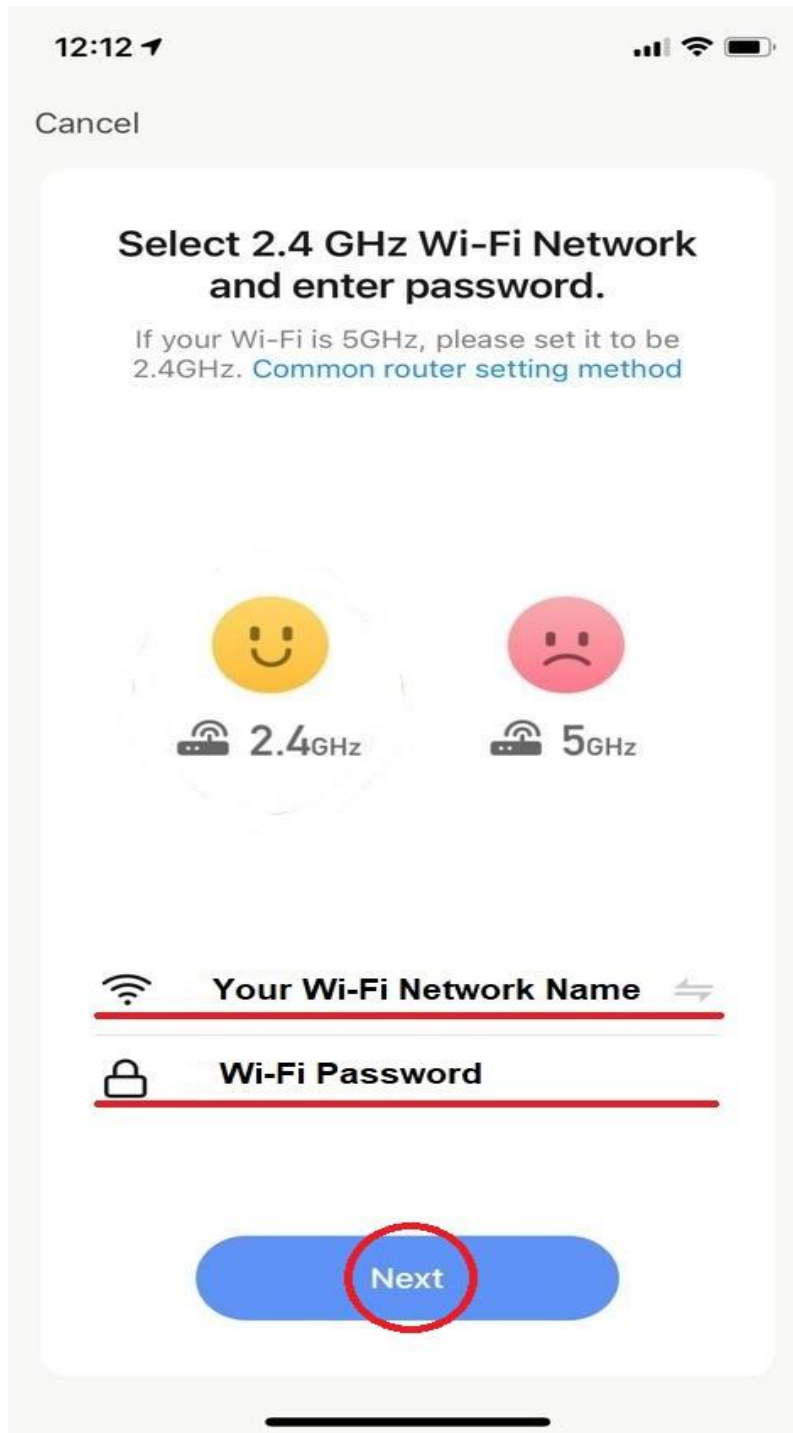 12:12
Cancel
Select 2.4 GHz Wi-Fi Network
and enter password.
If your Wi-Fi is 5GHz, please set it to be
2.4GHz. Common router setting method
2.4GHz 5GHz
Your Wi-Fi Network Name
Wi-Fi Password
Next